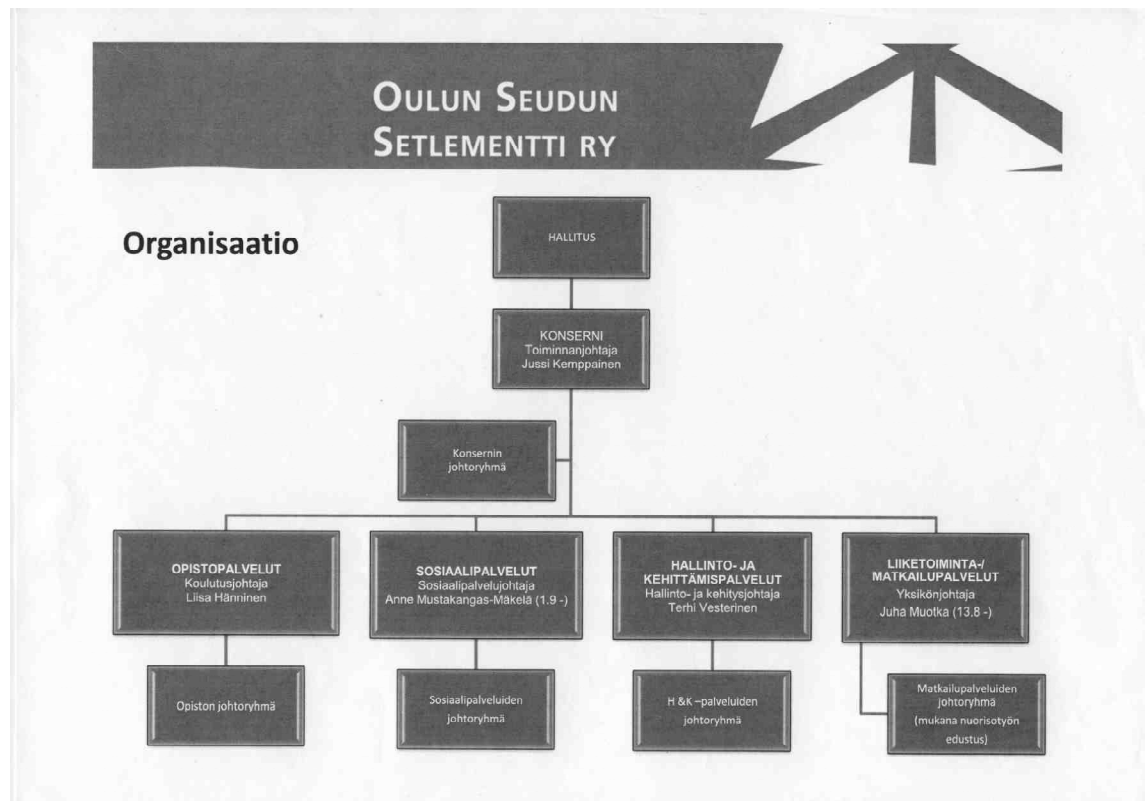 OULUN SEUDUN
SETLEMENTTI RY
Organisaatio
HALLITUS
KONSERNI
Toiminnanjohtaja
Jussi Kemppainen
Konsernin
johtoryhmä
OPISTOPALVELUT
Koulutusjohtaja
Liisa Hänninen
SOSIAALIPALVELUT
Sosiaalipalvelujohtaja
Anne Mustakangas-Mäkelä (1.9 -)
HALLINTO- JA
KEHITTÄMISPALVELUT
Hallinto- ja kehitysjohtaja
Terhi Vesterinen
LIIKETOIMINTA-/
MATKAILUPALVELUT
Yksikönjohtaja
Juha Muotka (13.8 -)
Opiston johtoryhmä
Sosiaalipalveluiden
johtoryhmä
H &K –palveluiden
johtoryhmä
Matkailupalveluiden
johtoryhmä
(mukana nuorisotyön
edustus)